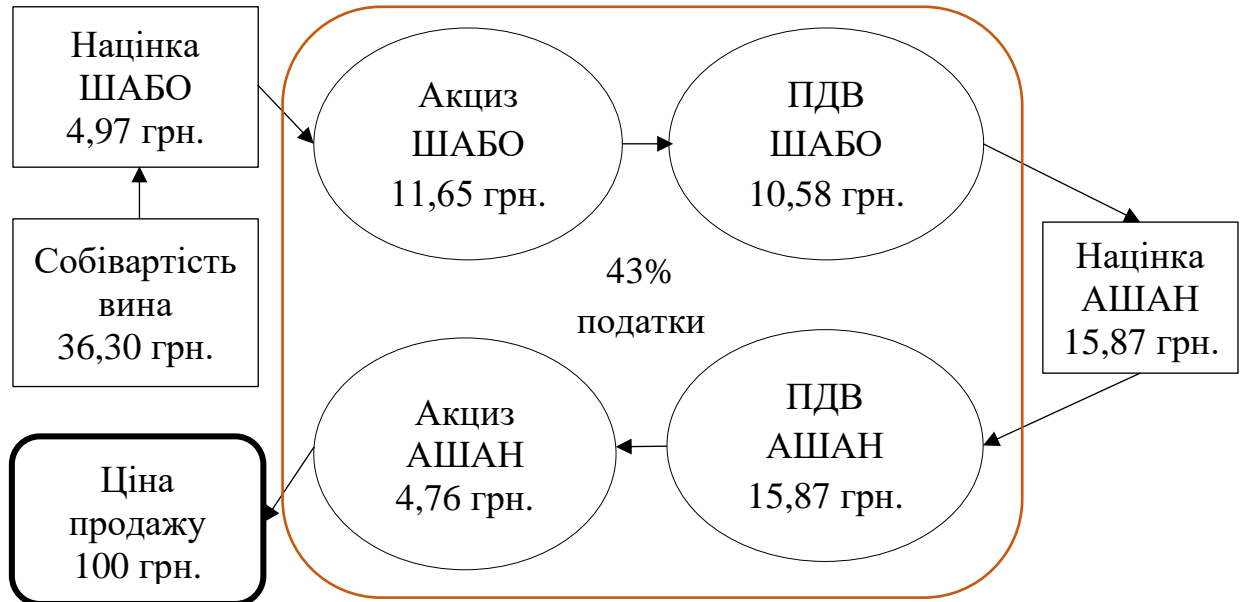 Націнка
ШАБО
4,97 грн.
Собівартість
вина
36,30 грн.
Акциз
ШАБО
11,65 грн.
ПДВ
ШАБО
10,58 грн.
Націнка
АШАН
15,87 грн.
43%
податки
ПДВ
АШАН
15,87 грн.
Акциз
АШАН
4,76 грн.
Ціна
продажу
100 грн.